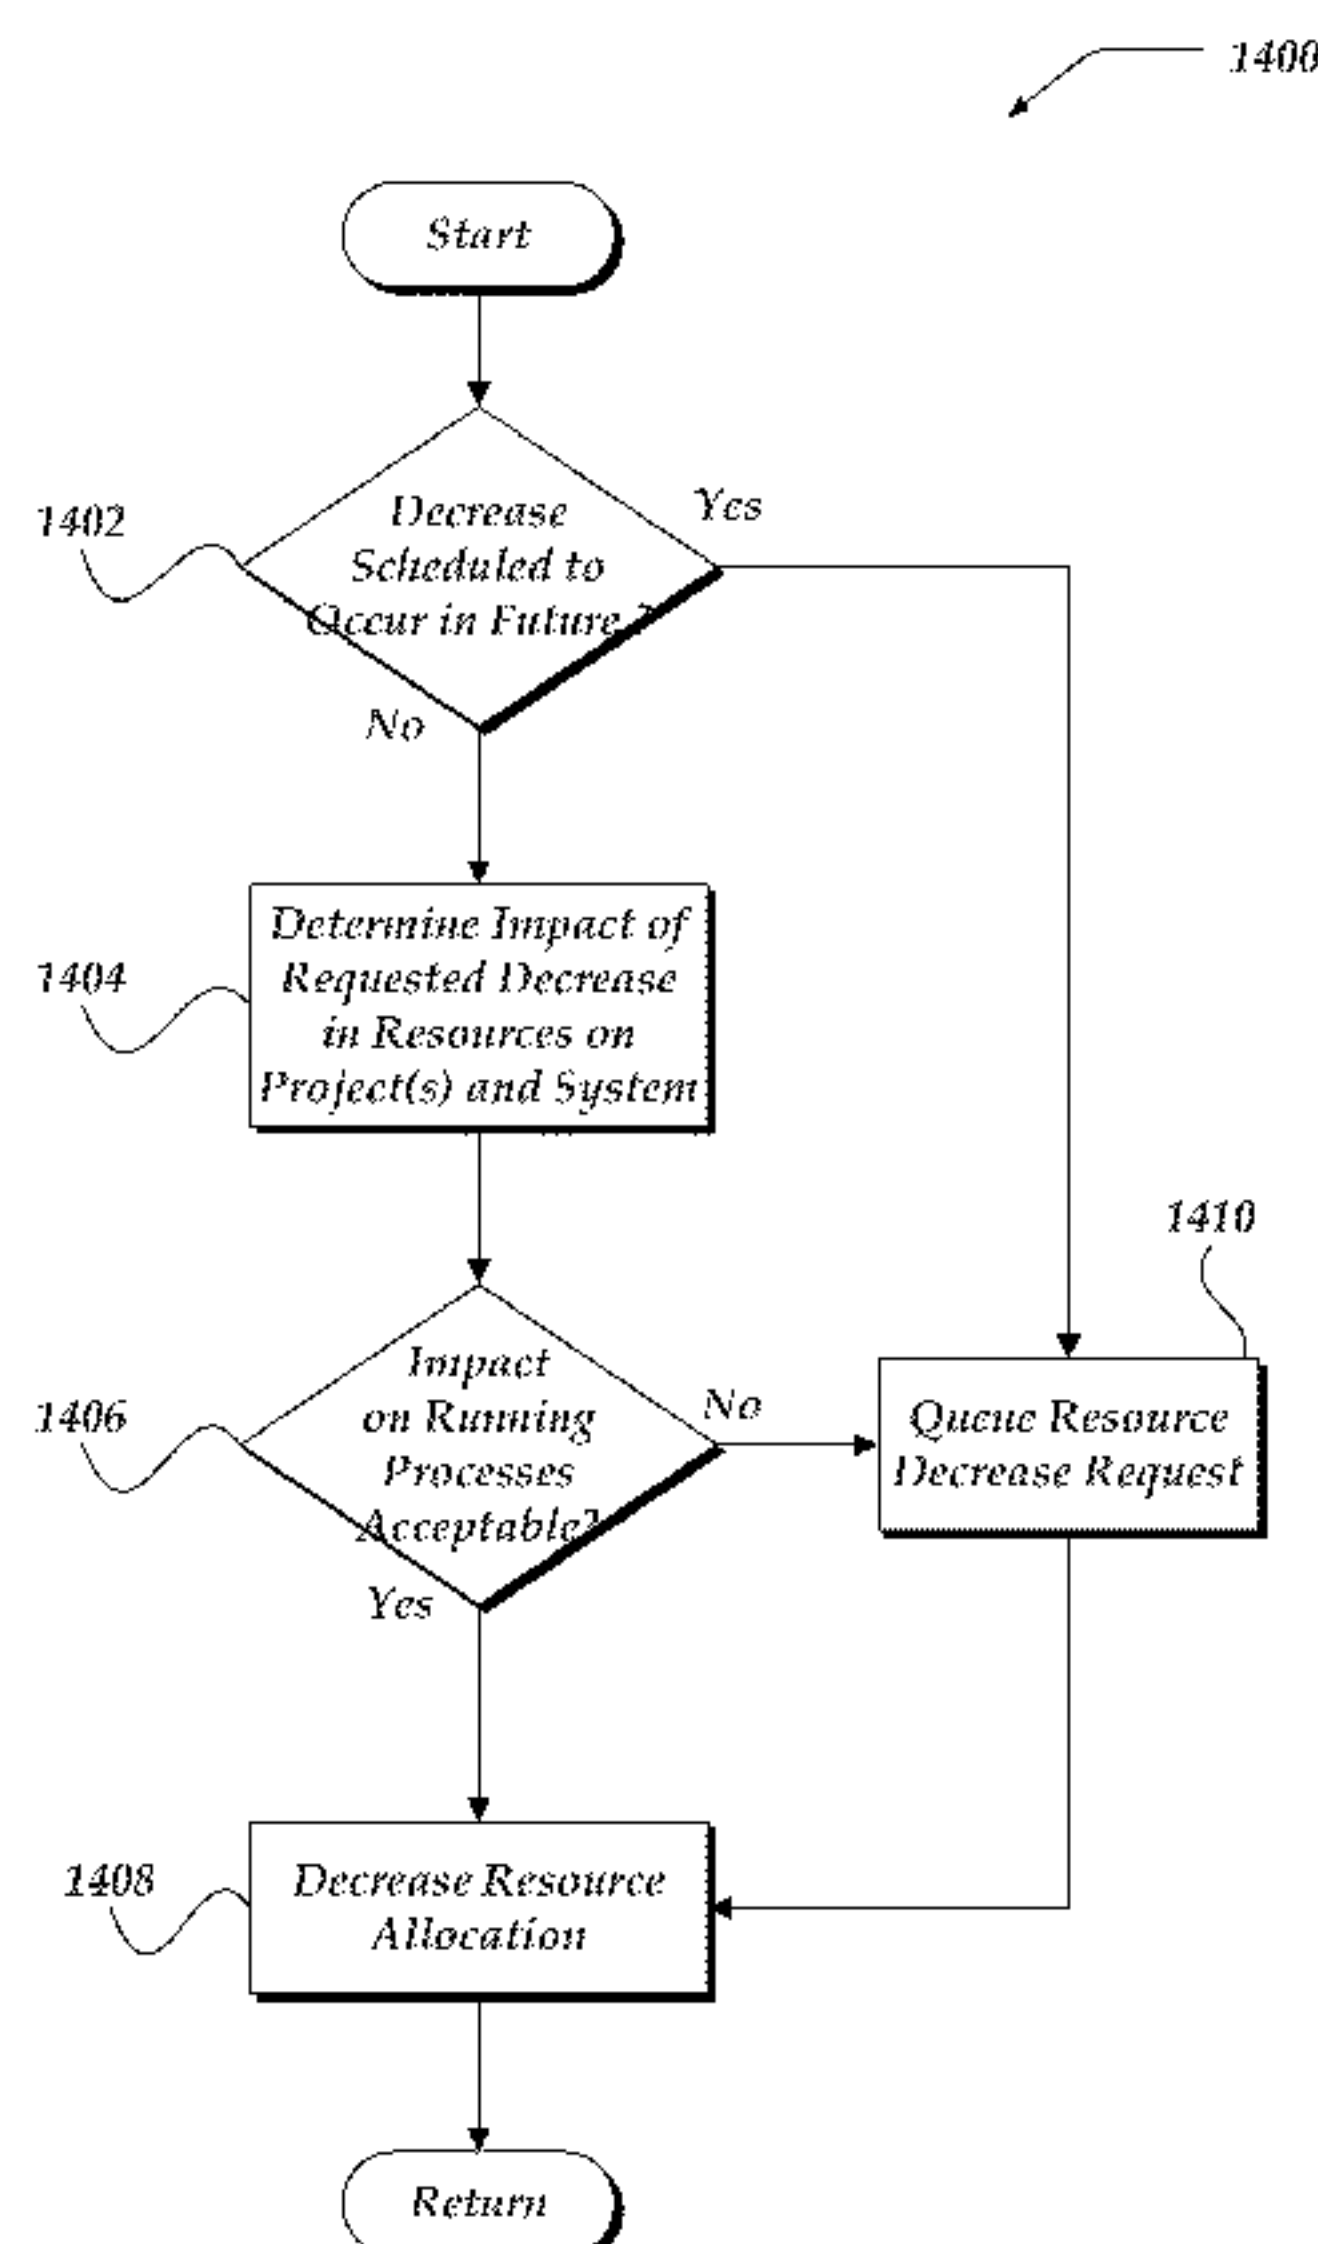 1400
Start
1402
Decrease
Scheduled to
Occur in Future ?
Yes
No
1404
Determine Impact of
Requested Decrease
in Resources on
Project(s) and System
1406
Impact
on Running
Processes
Acceptable?
No
Yes
1410
Queue Resource
Decrease Request
1408
Decrease Resource
Allocation
Return